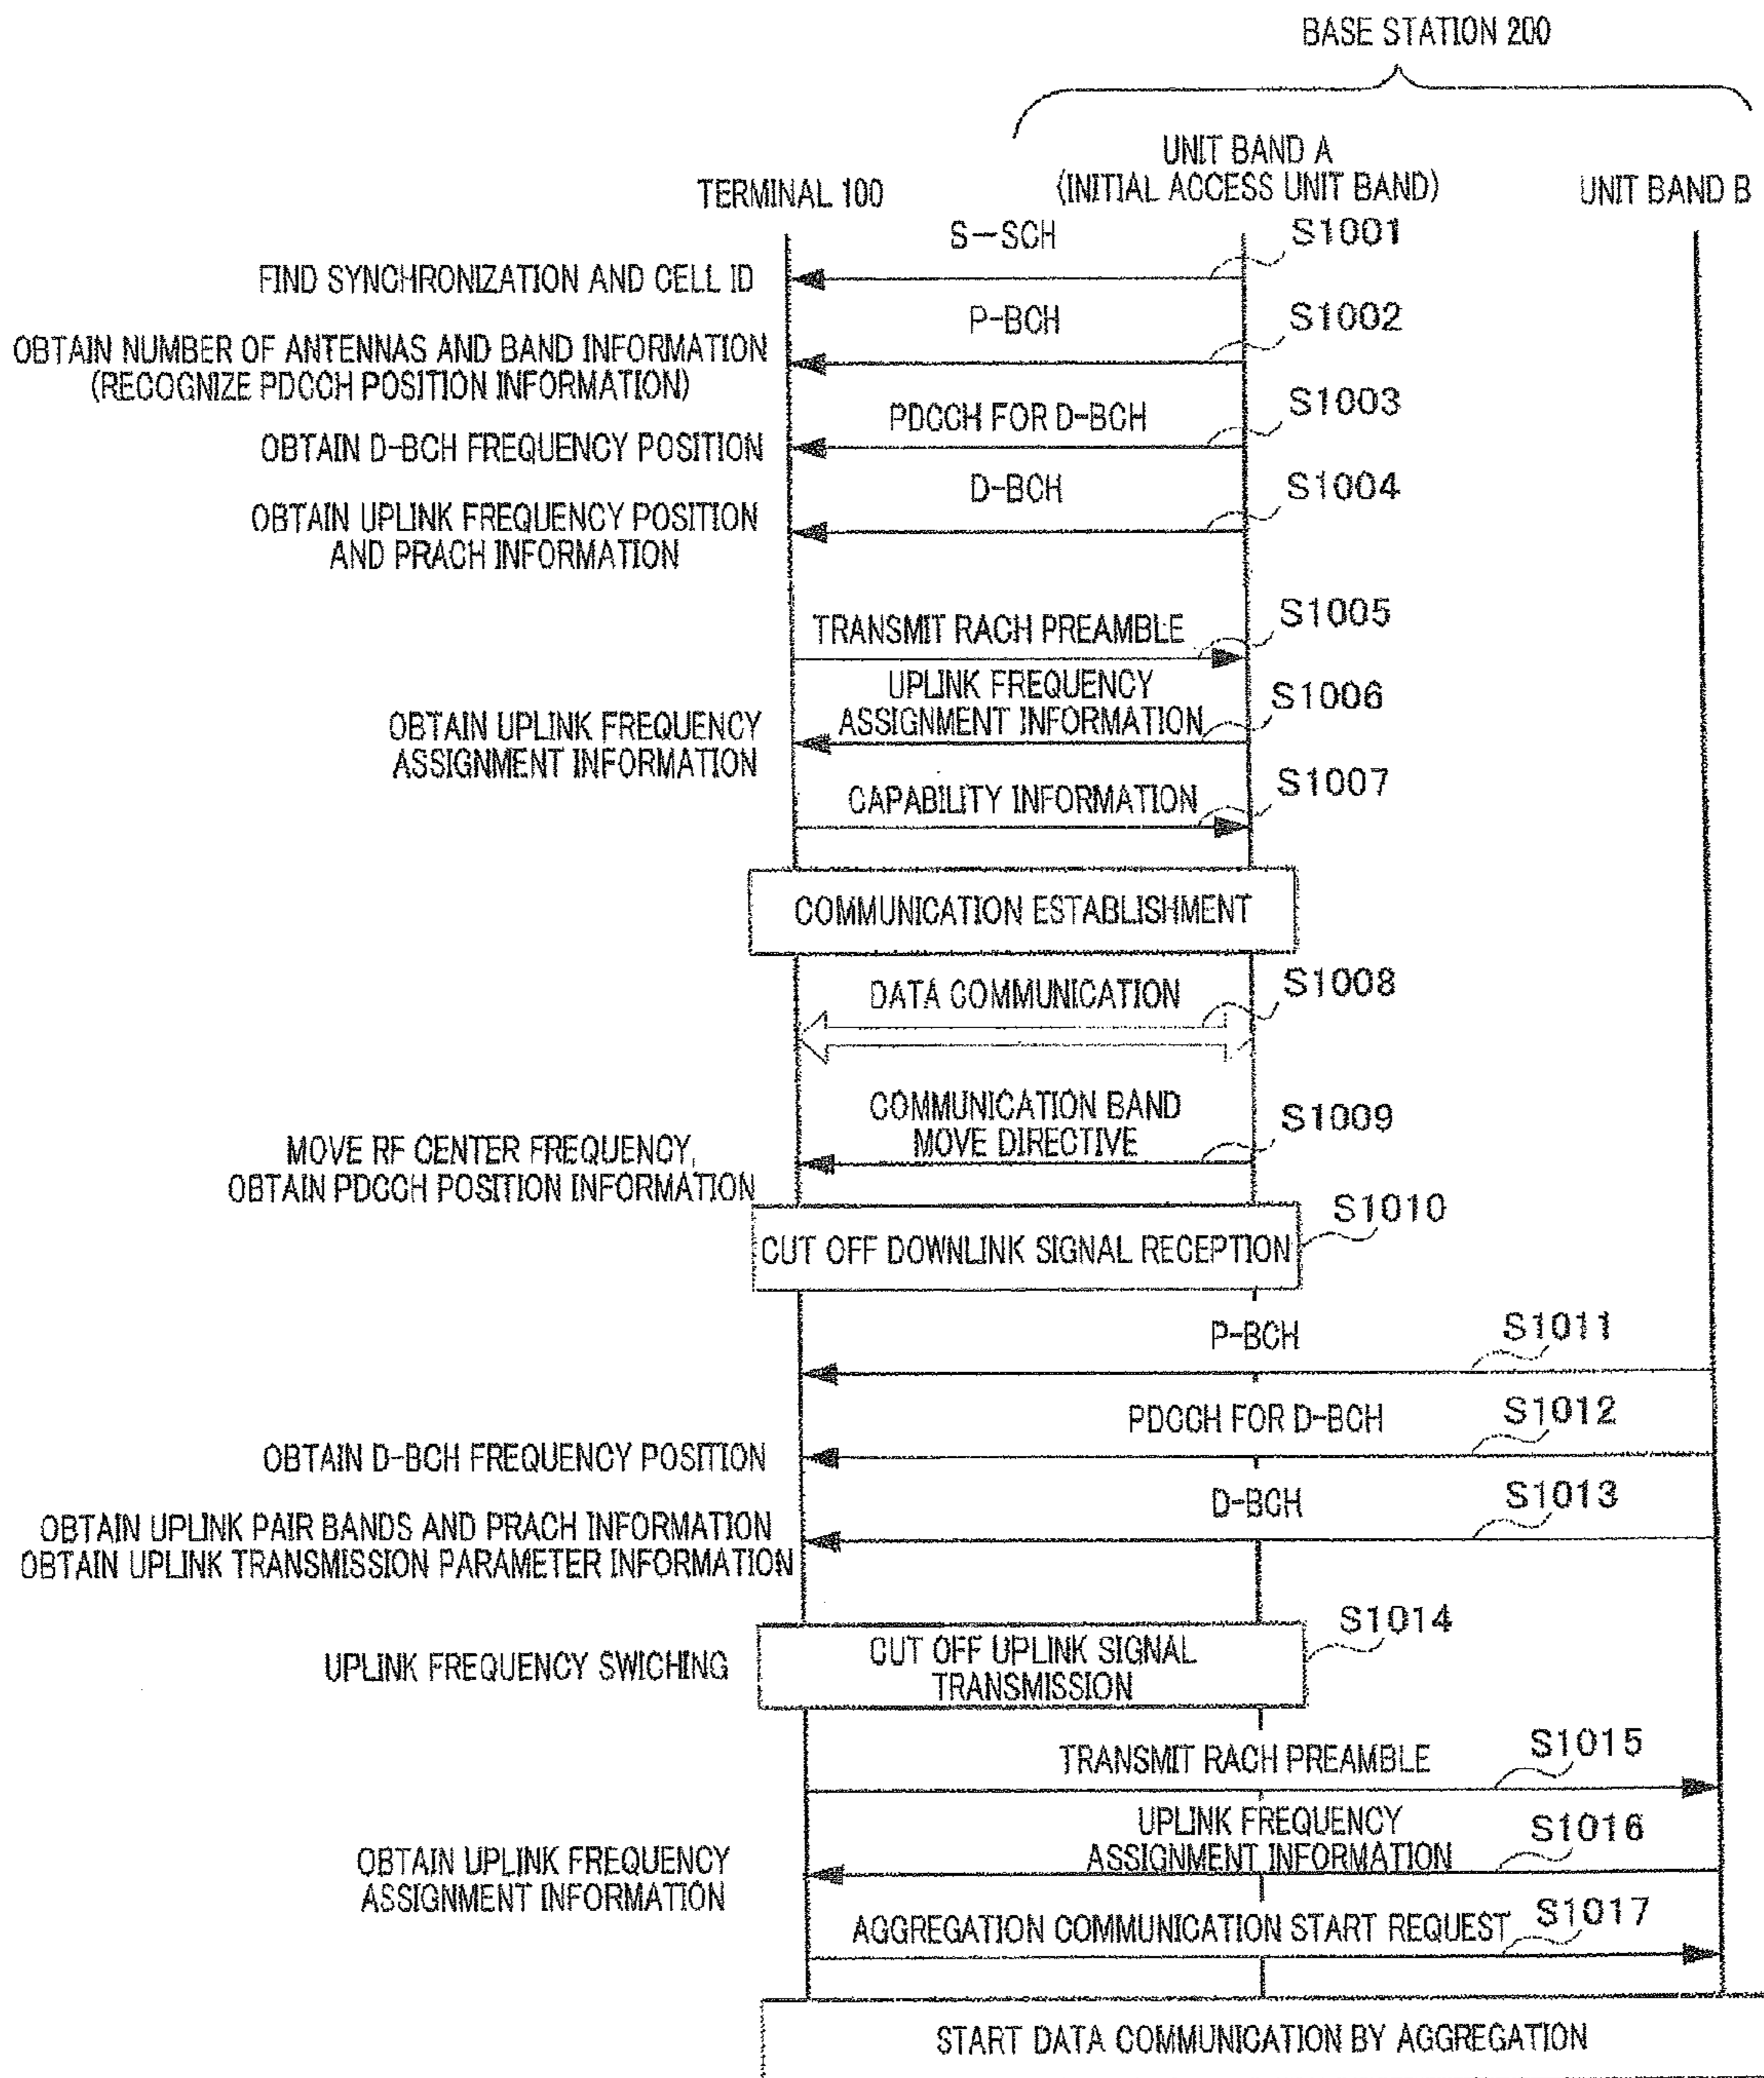 BASE STATION 200
UNIT BAND A
(INITIAL ACCESS UNIT BAND)
TERMINAL 100
UNIT BAND B
S-SCH
S1001
FIND SYNCHRONIZATION AND CELL ID
P-BCH
S1002
OBTAIN NUMBER OF ANTENNAS AND BAND INFORMATION
(RECOGNIZE PDCCH POSITION INFORMATION)
PDCCH FOR D-BCH
S1003
OBTAIN D-BCH FREQUENCY POSITION
D-BCH
S1004
OBTAIN UPLINK FREQUENCY POSITION
AND PRACH INFORMATION
TRANSMIT RACH PREAMBLE
S1005
UPLINK FREQUENCY
ASSIGNMENT INFORMATION
S1006
OBTAIN UPLINK FREQUENCY
ASSIGNMENT INFORMATION
CAPABILITY INFORMATION
S1007
COMMUNICATION ESTABLISHMENT
DATA COMMUNICATION
S1008
COMMUNICATION BAND
MOVE DIRECTIVE
S1009
MOVE RF CENTER FREQUENCY,
OBTAIN PDCCH POSITION INFORMATION
CUT OFF DOWNLINK SIGNAL RECEPTION
S1010
P-BCH
S1011
PDCCH FOR D-BCH
S1012
OBTAIN D-BCH FREQUENCY POSITION
D-BCH
S1013
OBTAIN UPLINK PAIR BANDS AND PRACH INFORMATION
OBTAIN UPLINK TRANSMISSION PARAMETER INFORMATION
CUT OFF UPLINK SIGNAL
TRANSMISSION
S1014
UPLINK FREQUENCY SWICHING
TRANSMIT RACH PREAMBLE
S1015
UPLINK FREQUENCY
ASSIGNMENT INFORMATION
S1016
OBTAIN UPLINK FREQUENCY
ASSIGNMENT INFORMATION
AGGREGATION COMMUNICATION START REQUEST
S1017
START DATA COMMUNICATION BY AGGREGATION